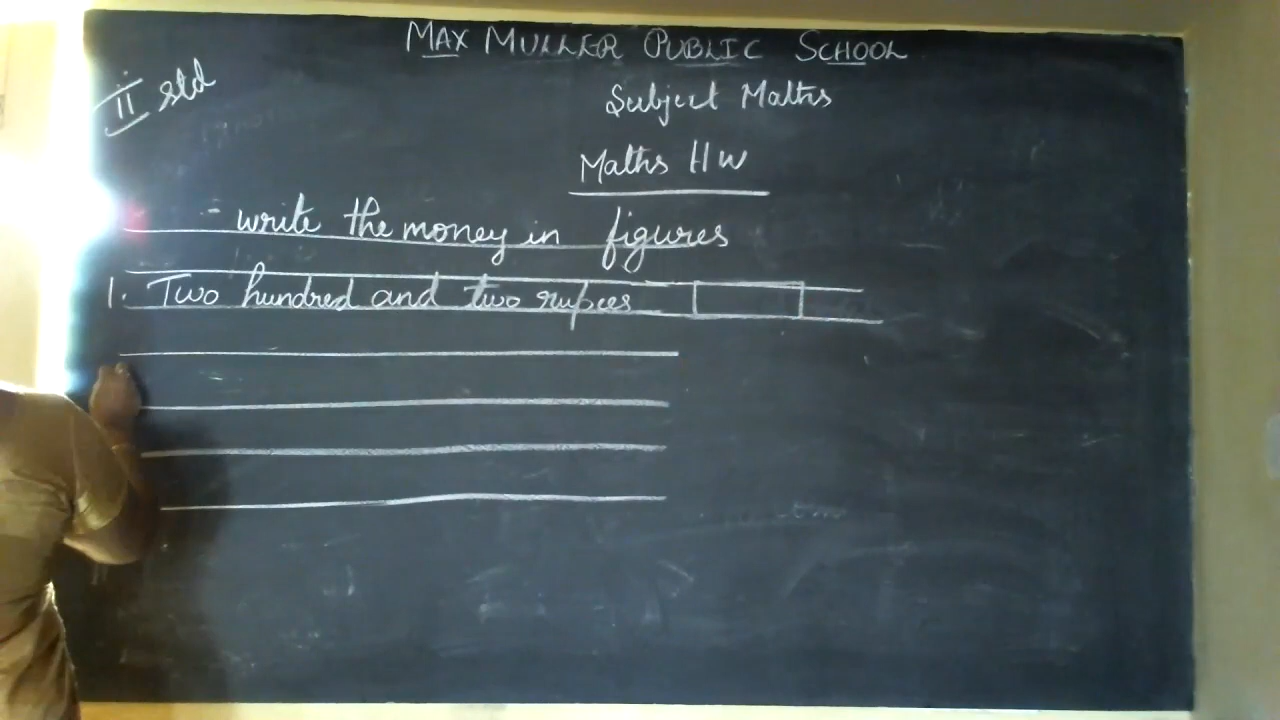 MAX MULLER PUBLIC SCHOOL
II std
Subject Maths
Maths HW
- write the money in figures
1. Two hundred and two rupees